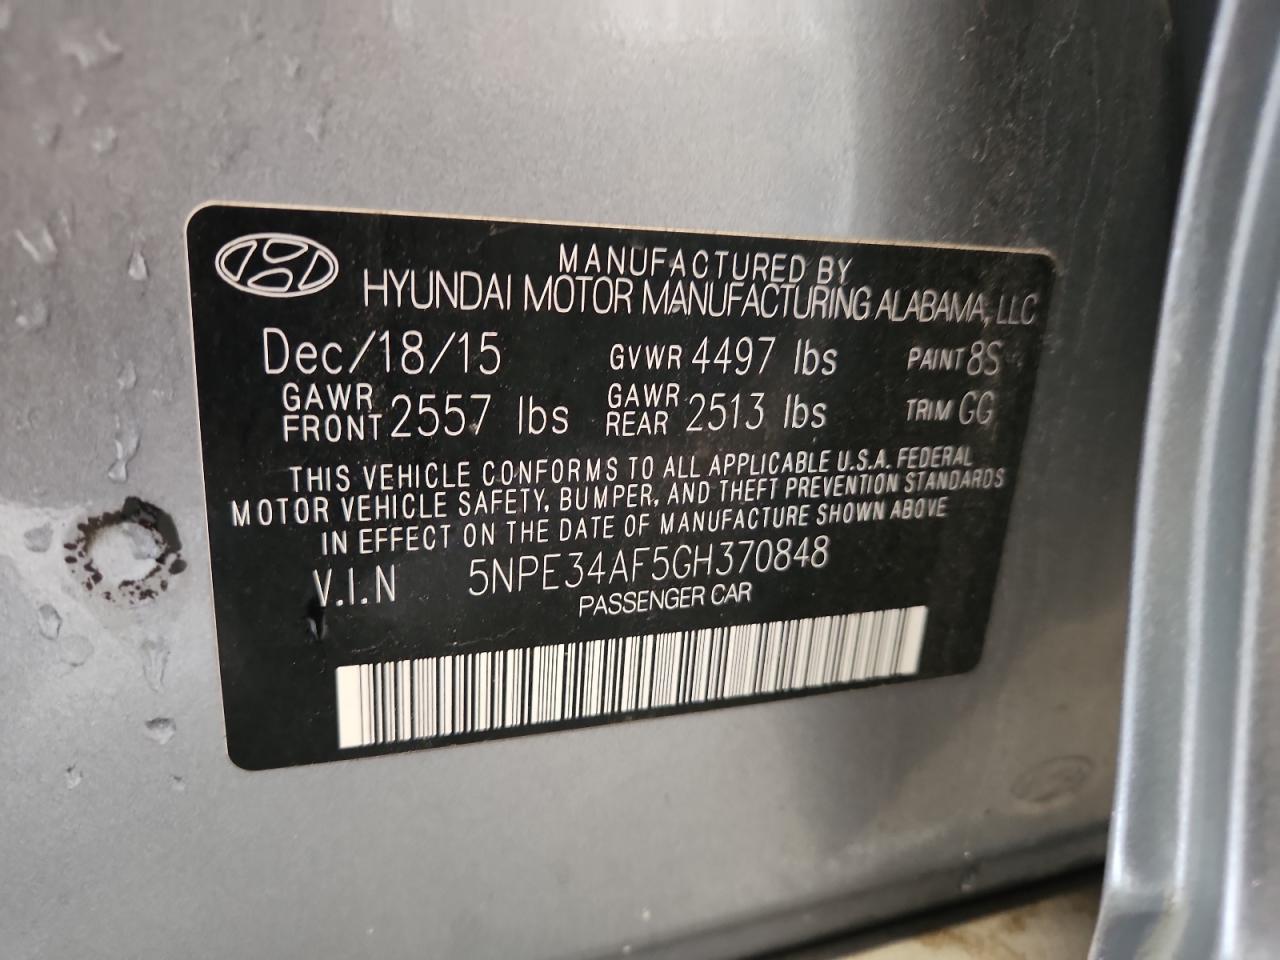 MANUFACTURED BY
HYUNDAI MOTOR MANUFACTURING ALABAMA, LLC
Dec/18/15 GVWR 4497 lbs PAINT 8S
GAWR FRONT 2557 lbs GAWR REAR 2513 lbs TRIM GG
THIS VEHICLE CONFORMS TO ALL APPLICABLE U.S.A. FEDERAL
MOTOR VEHICLE SAFETY, BUMPER, AND THEFT PREVENTION STANDARDS
IN EFFECT ON THE DATE OF MANUFACTURE SHOWN ABOVE
V.I.N 5NPE34AF5GH370848
PASSENGER CAR